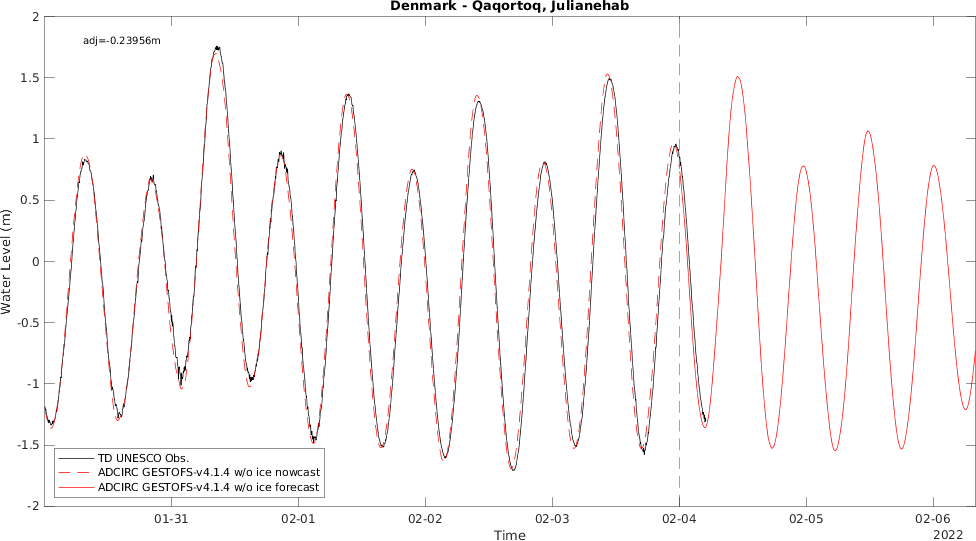 Denmark - Qaqortoq, Julianehab
adj=-0.23956m
Water Level (m)
2
1.5
1
0.5
0
-0.5
-1
-1.5
-2
TD UNESCO Obs.
ADCIRC GESTOFS-v4.1.4 w/o ice nowcast
ADCIRC GESTOFS-v4.1.4 w/o ice forecast
01-31 02-01 02-02 02-03 02-04 02-05 02-06
Time
2022